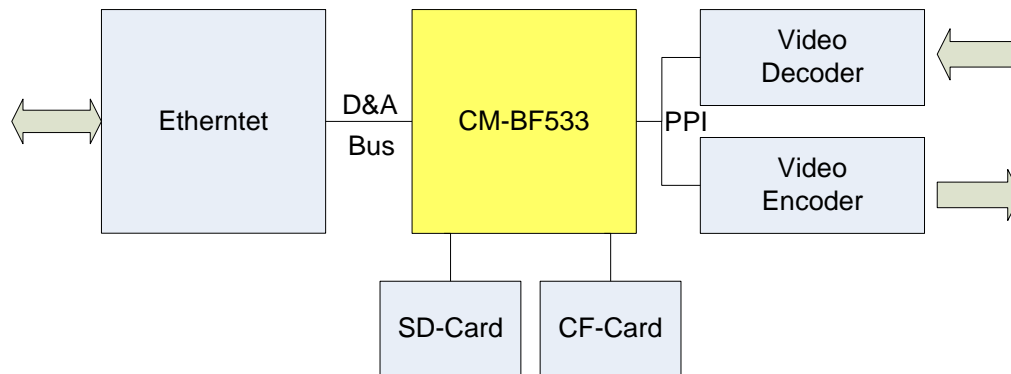 Etherntet
D&A
Bus
CM-BF533
PPI
Video
Decoder
Video
Encoder
SD-Card
CF-Card